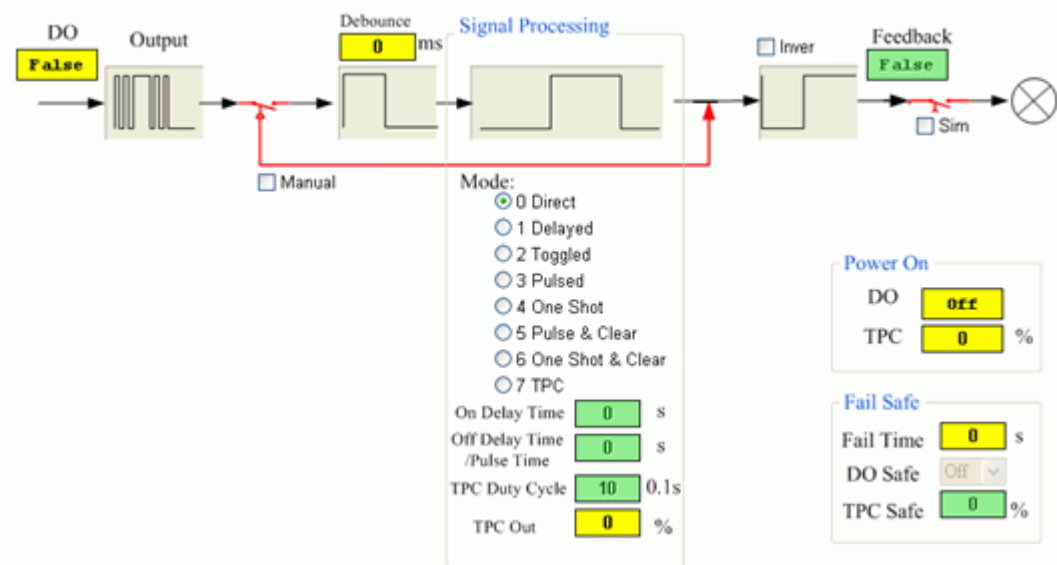 DO
False
Output
Debounce
0 ms
Signal Processing
Inver
Feedback
False
Manual
Sim
Mode:
0 Direct
1 Delayed
2 Toggled
3 Pulsed
4 One Shot
5 Pulse & Clear
6 One Shot & Clear
7 TPC
On Delay Time 0 s
Off Delay Time
/Pulse Time 0 s
TPC Duty Cycle 10 0.1s
TPC Out 0 %
Power On
DO Off
TPC 0 %
Fail Safe
Fail Time 0 s
DO Safe Off
TPC Safe 0 %